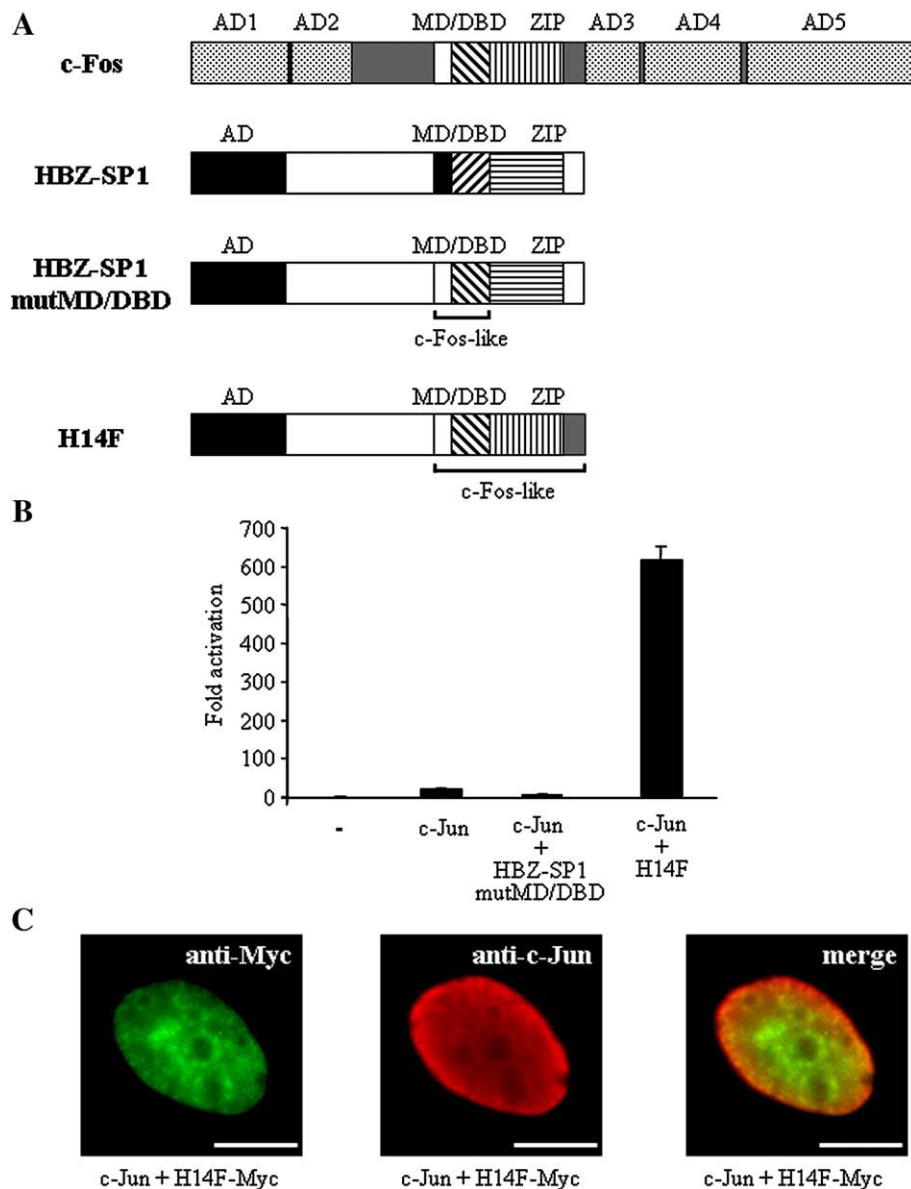 A
AD1 AD2 MD/DBD ZIP AD3 AD4 AD5
c-Fos
AD MD/DBD ZIP
HBZ-SP1
AD MD/DBD ZIP
HBZ-SP1
mutMD/DBD
c-Fos-like
AD MD/DBD ZIP
H14F
c-Fos-like
B
700
600
500
400
300
200
100
0
Fold activation
-
c-Jun
c-Jun
+
HBZ-SP1
mutMD/DBD
c-Jun
+
H14F
C
anti-Myc
anti-c-Jun
merge
c-Jun + H14F-Myc
c-Jun + H14F-Myc
c-Jun + H14F-Myc